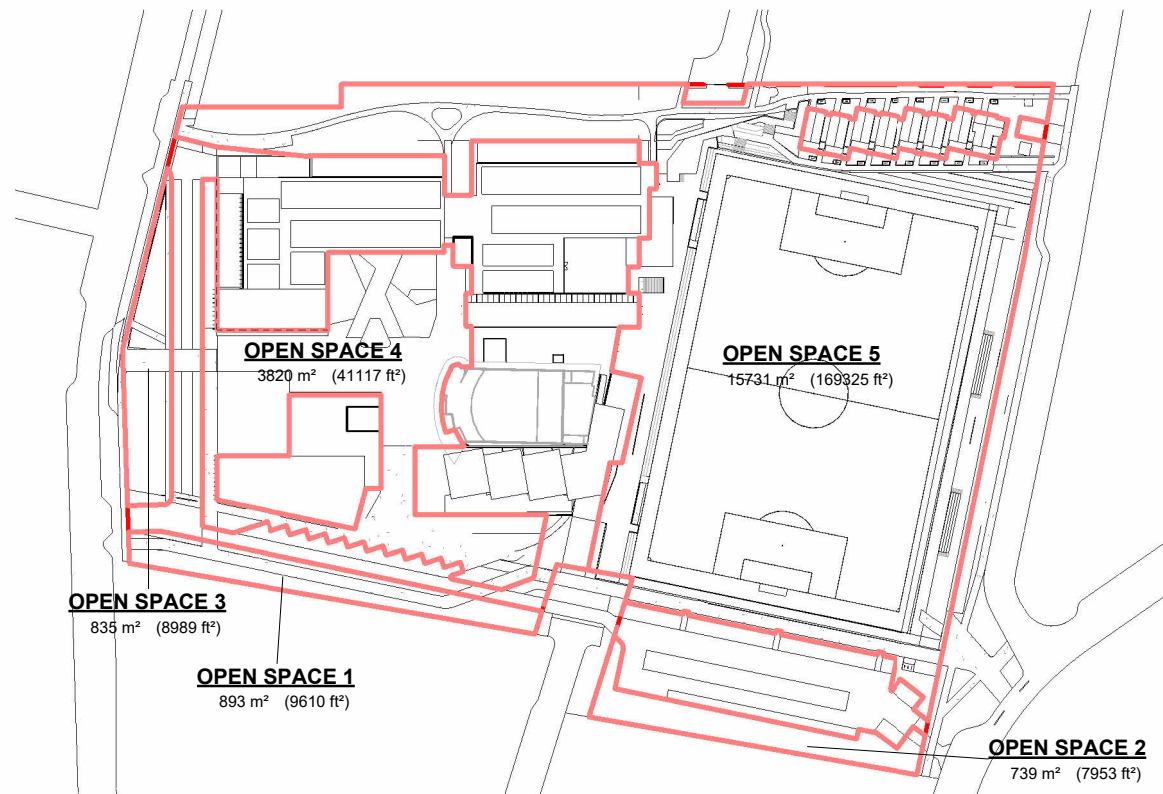 OPEN SPACE 4
3820 m² (41117 ft²)
OPEN SPACE 5
15731 m² (169325 ft²)
OPEN SPACE 3
835 m² (8989 ft²)
OPEN SPACE 1
893 m² (9610 ft²)
OPEN SPACE 2
739 m² (7953 ft²)